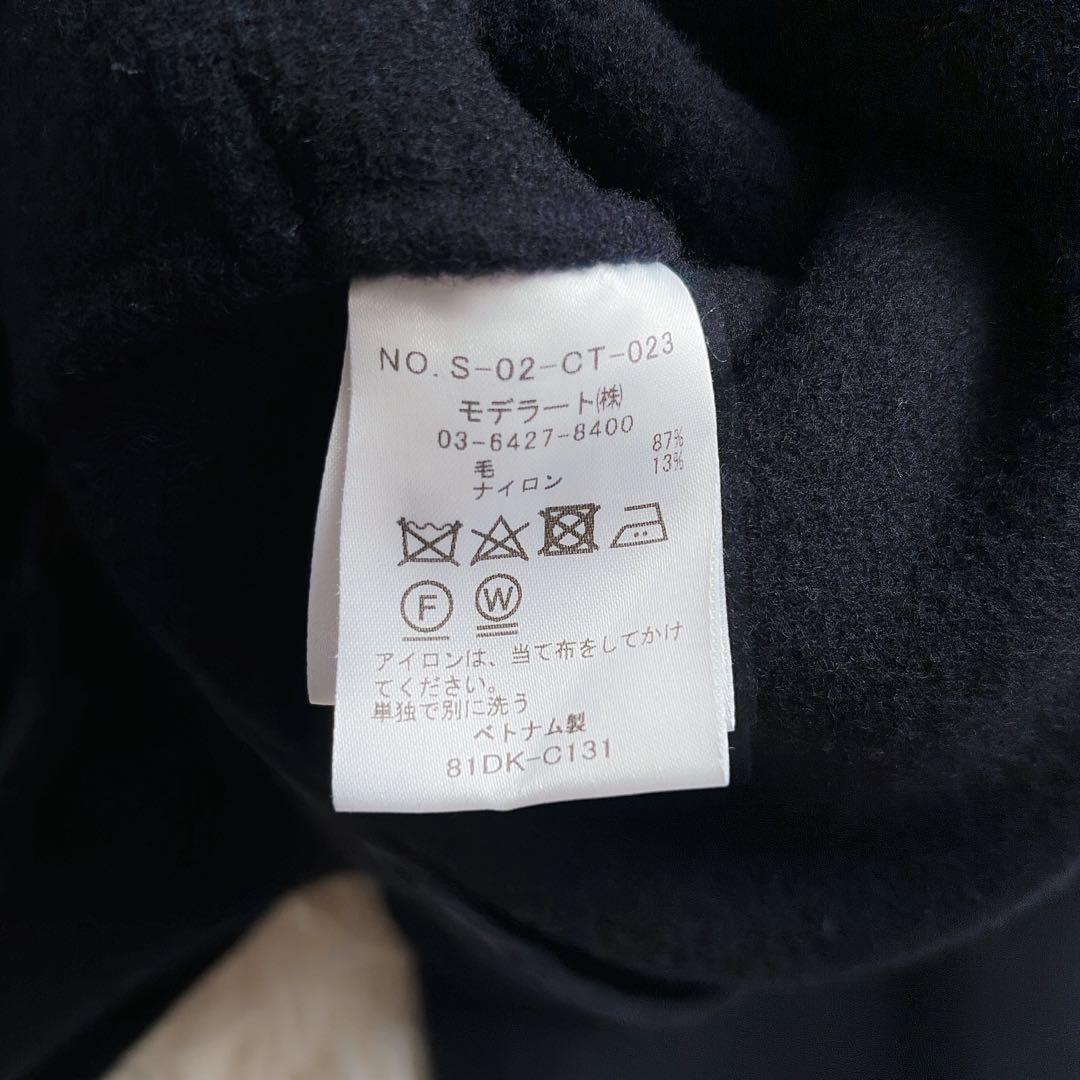 NO. S-02-CT-023
モデラート㈱
03-6427-8400
毛 87%
ナイロン 13%
F W
アイロンは、当て布をしてかけ
てください。
単独で別に洗う
ベトナム製
81DK-C131